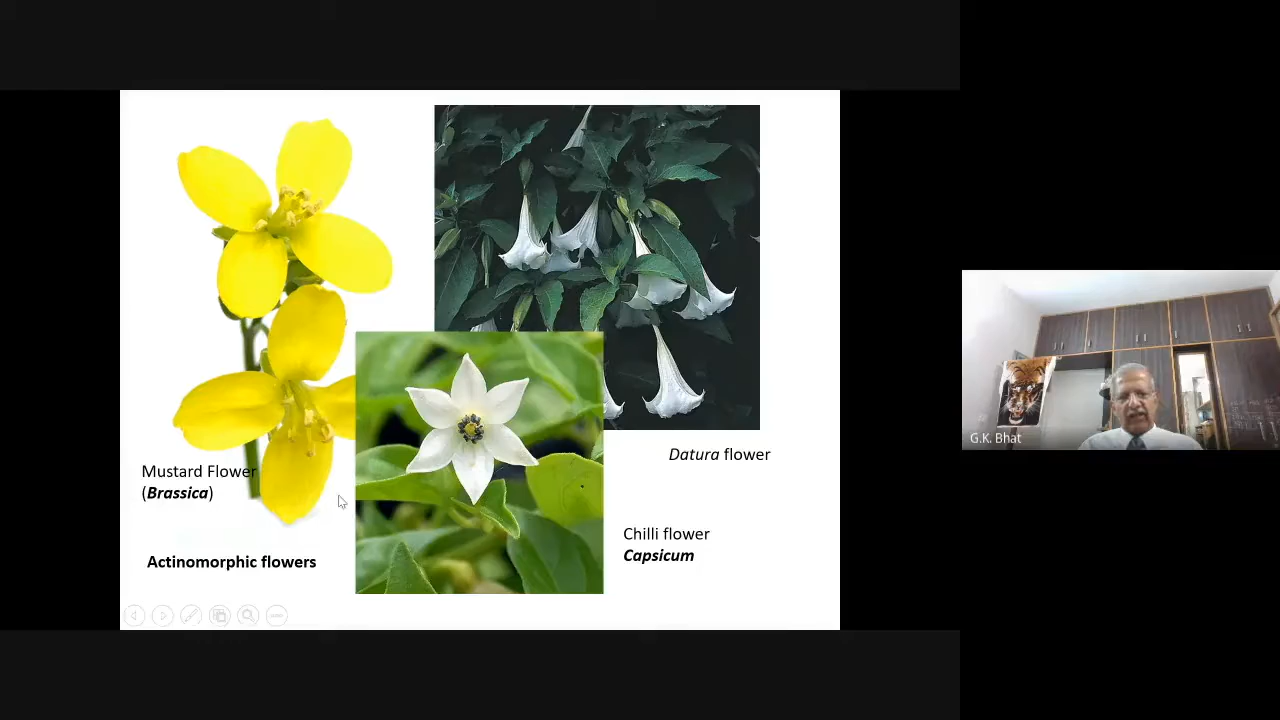 Mustard Flower
(Brassica)
Actinomorphic flowers
Datura flower
Chilli flower
Capsicum
G.K. Bhat